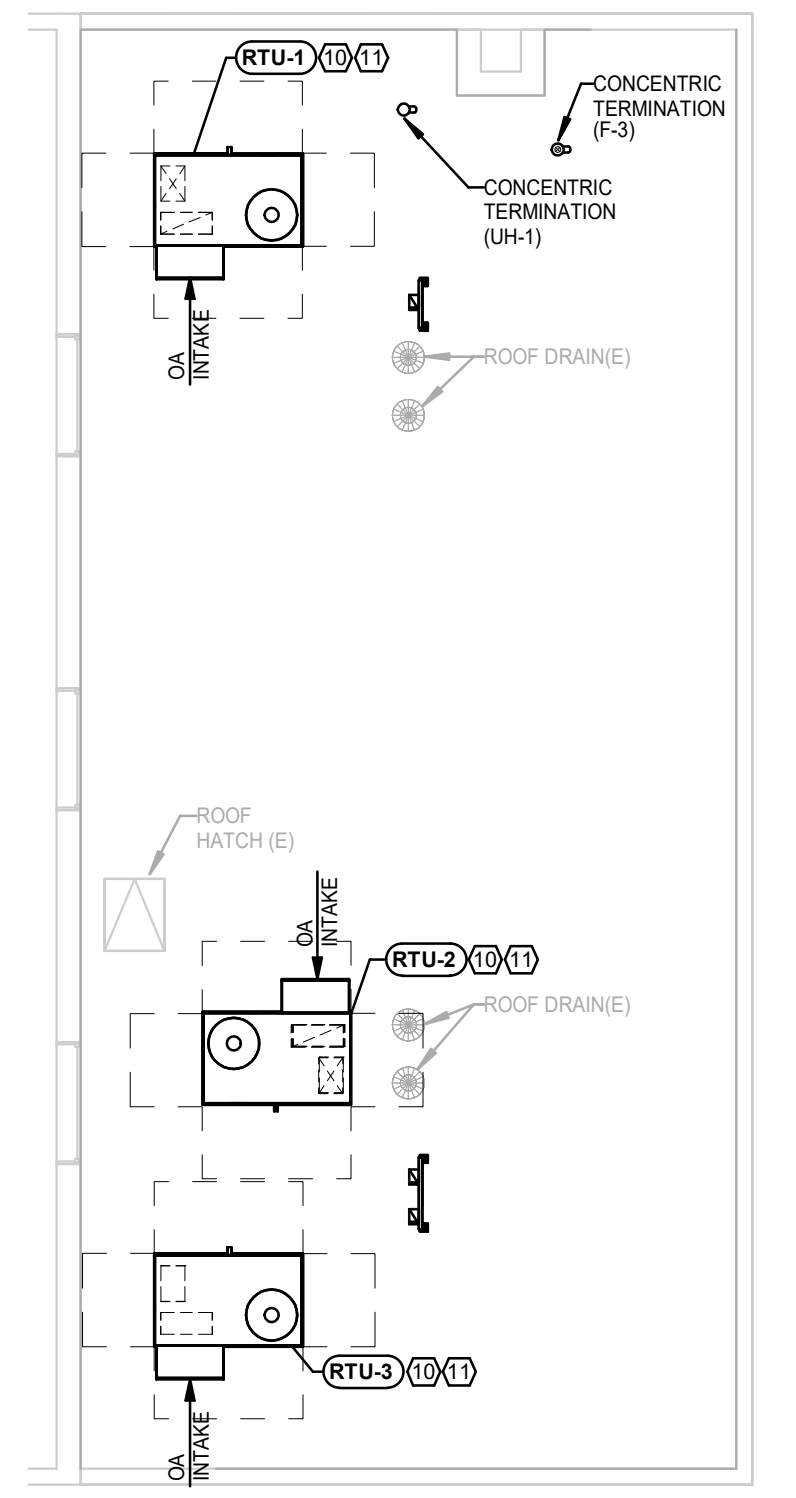 RTU-1 10 11
CONCENTRIC
TERMINATION
(F-3)
CONCENTRIC
TERMINATION
(UH-1)
OA
INTAKE
ROOF DRAIN(E)
ROOF
HATCH (E)
OA
INTAKE
RTU-2 10 11
ROOF DRAIN(E)
RTU-3 10 11
OA
INTAKE